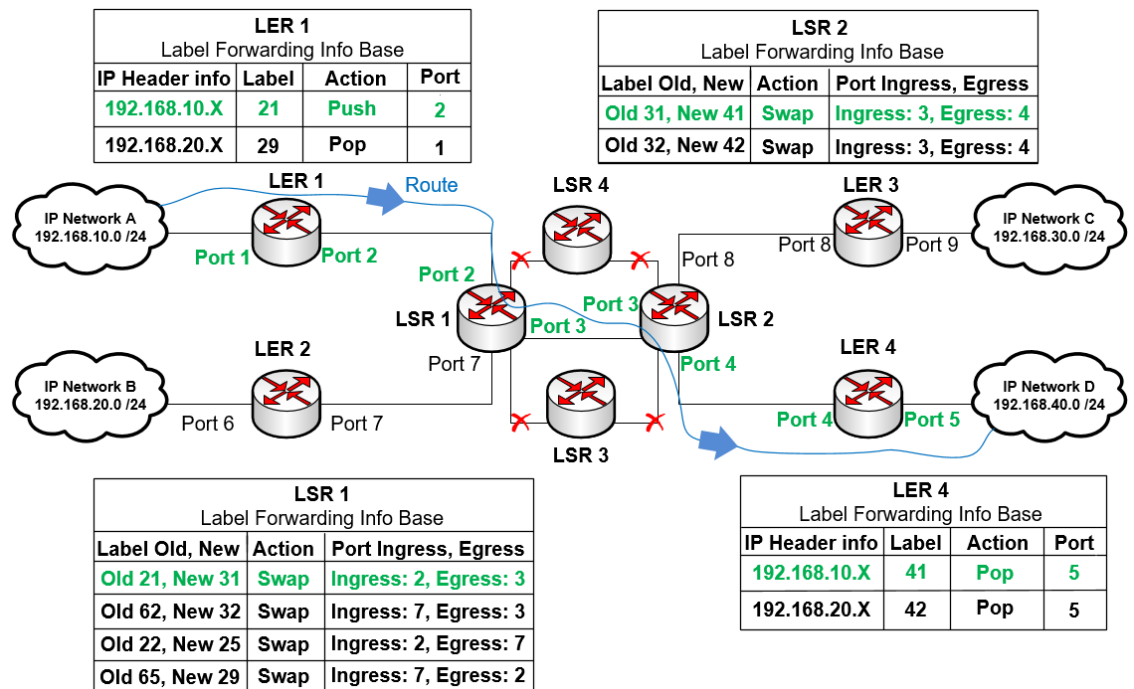 LER 1
Label Forwarding Info Base
IP Header info Label Action Port
192.168.10.X 21 Push 2
192.168.20.X 29 Pop 1
LSR 2
Label Forwarding Info Base
Label Old, New Action Port Ingress, Egress
Old 31, New 41 Swap Ingress: 3, Egress: 4
Old 32, New 42 Swap Ingress: 3, Egress: 4
IP Network A
192.168.10.0 /24
LER 1
Port 1
Port 2
Route
LSR 4
LER 3
Port 8
Port 8
Port 9
IP Network C
192.168.30.0 /24
Port 2
LSR 1
Port 3
Port 3
LSR 2
Port 7
Port 4
IP Network B
192.168.20.0 /24
LER 2
Port 6
Port 7
LSR 3
LER 4
Port 4
Port 5
IP Network D
192.168.40.0 /24
LSR 1
Label Forwarding Info Base
Label Old, New Action Port Ingress, Egress
Old 21, New 31 Swap Ingress: 2, Egress: 3
Old 62, New 32 Swap Ingress: 7, Egress: 3
Old 22, New 25 Swap Ingress: 2, Egress: 7
Old 65, New 29 Swap Ingress: 7, Egress: 2
LER 4
Label Forwarding Info Base
IP Header info Label Action Port
192.168.10.X 41 Pop 5
192.168.20.X 42 Pop 5